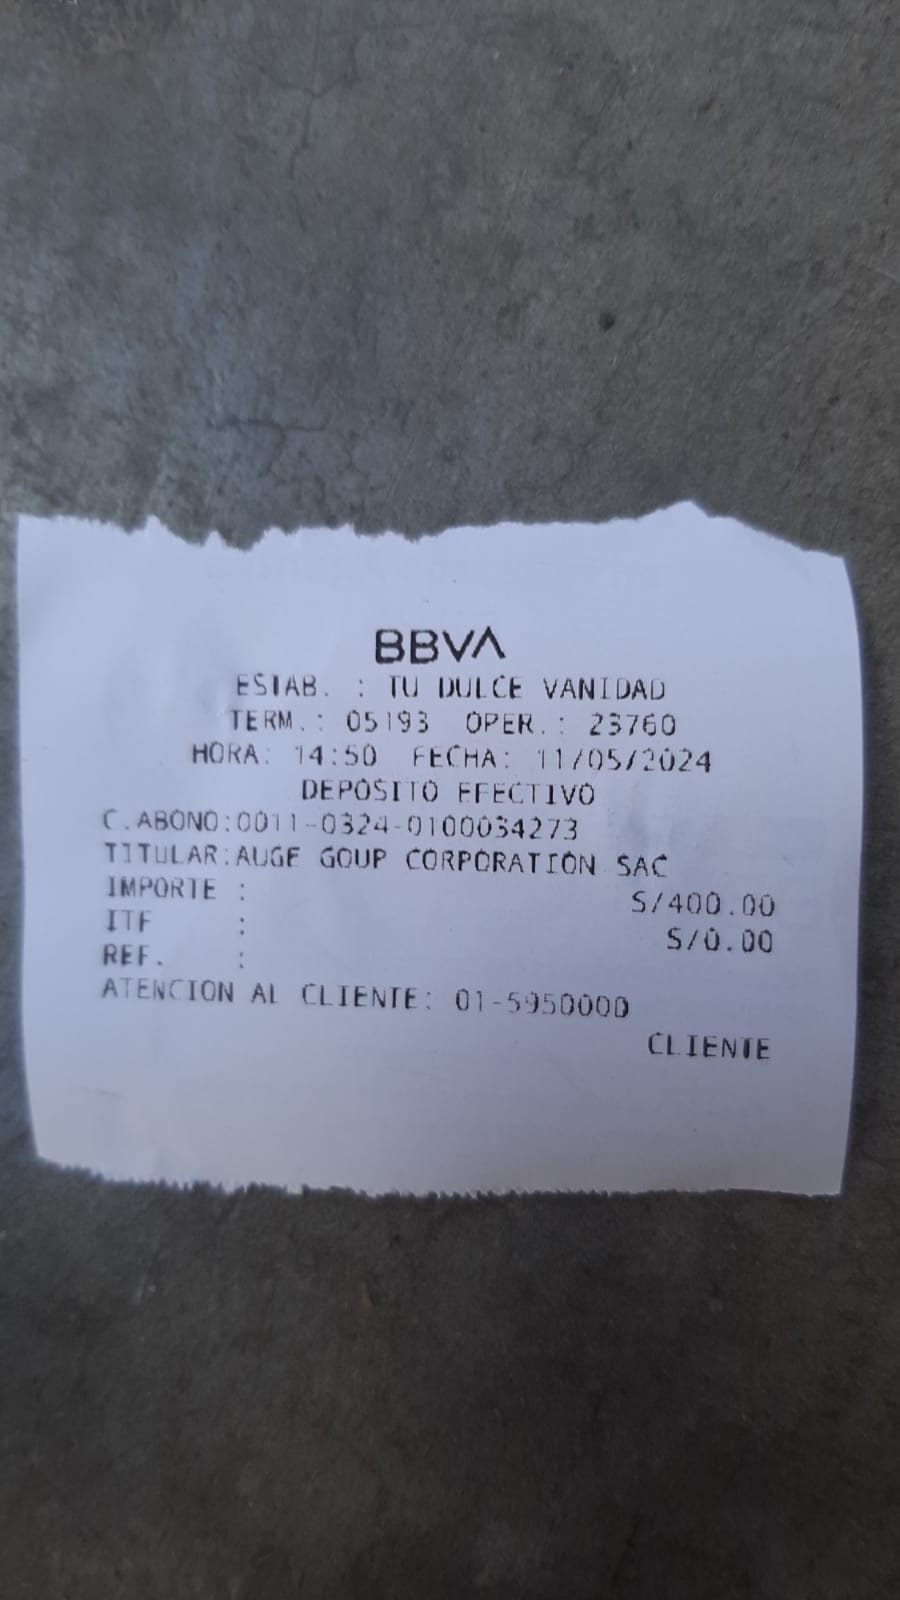 BBVA
ESTAB. : TU DULCE VANIDAD
TERM.: 05193 OPER.: 23760
HORA: 14:50 FECHA: 11/05/2024
DEPOSITO EFECTIVO
C.ABONO:0011-0324-0100034273
TITULAR:AUGE GOUP CORPORATION SAC
IMPORTE : S/400.00
ITF : S/0.00
REF. :
ATENCION AL CLIENTE: 01-5950000
CLIENTE